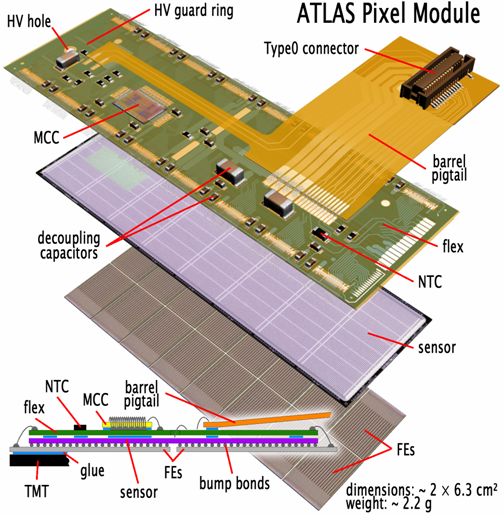 ATLAS Pixel Module
HV hole
HV guard ring
Type0 connector
MCC
barrel
pigtail
decoupling
capacitors
flex
NTC
sensor
barrel
pigtail
NTC
MCC
flex
FEs
glue
TMT
sensor
FEs
bump bonds
dimensions: ~ 2 × 6.3 cm²
weight: ~ 2.2 g